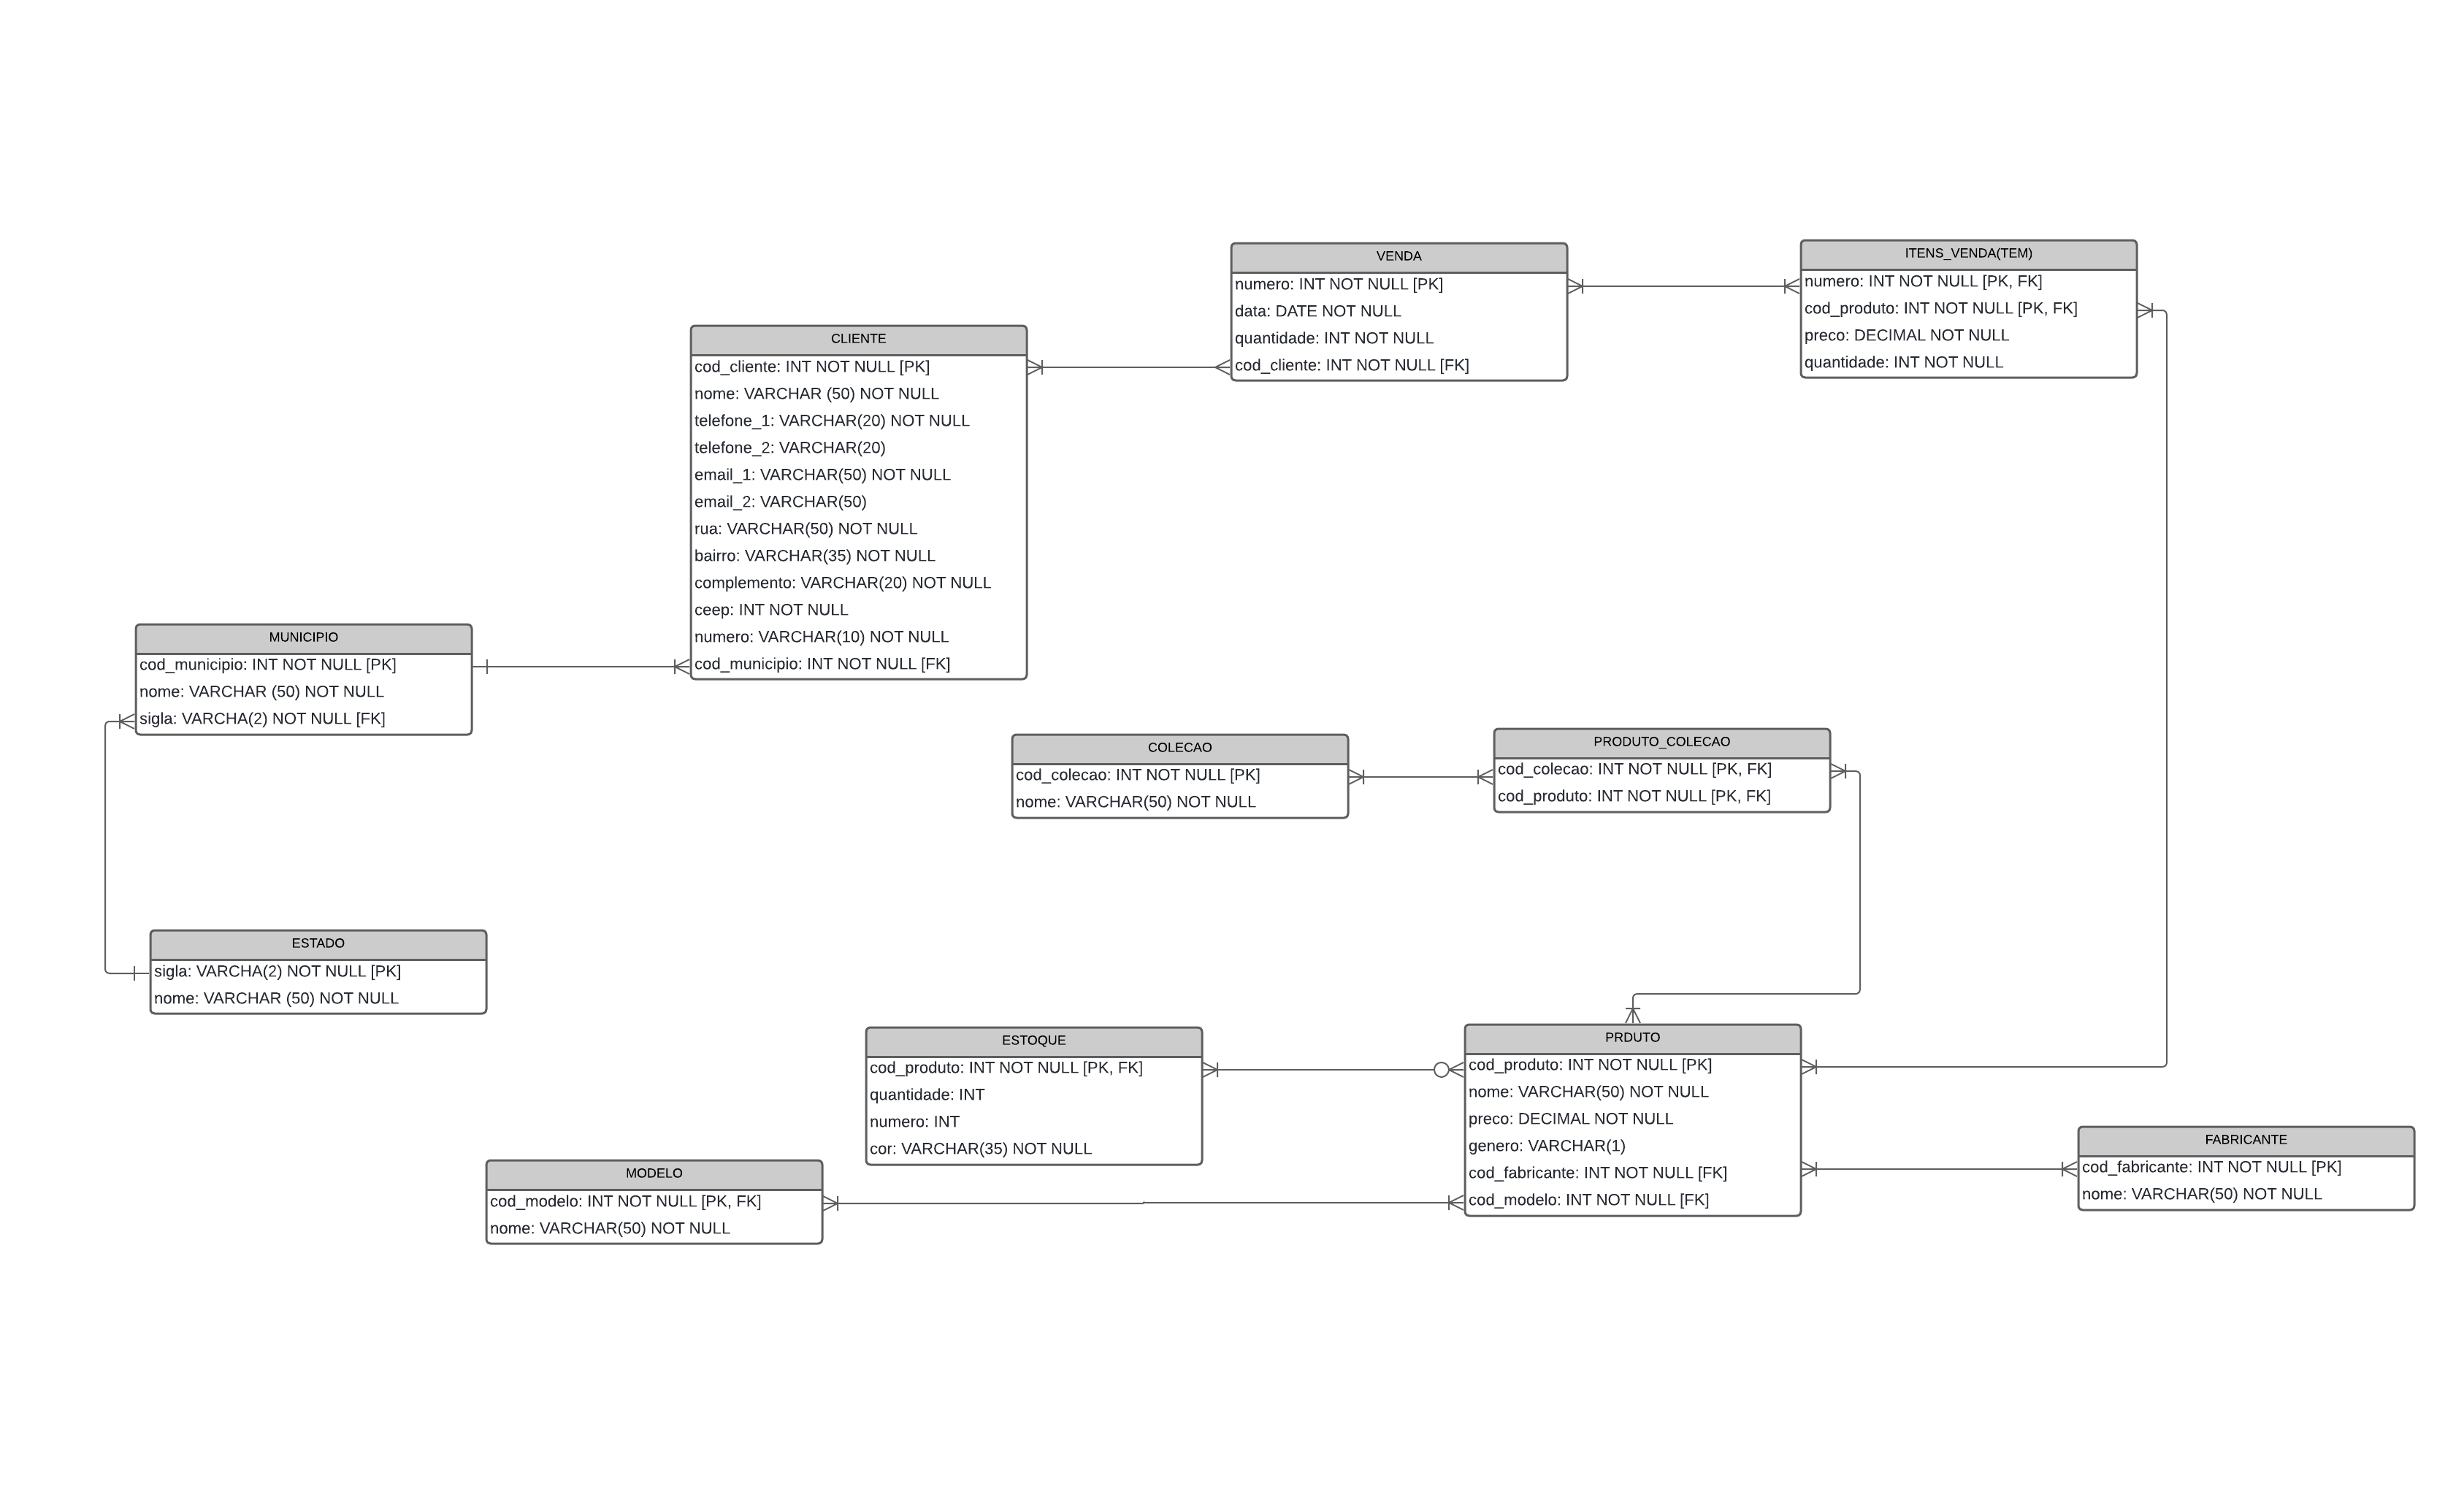 VENDA
numero: INT NOT NULL [PK]
data: DATE NOT NULL
quantidade: INT NOT NULL
cod_cliente: INT NOT NULL [FK]
ITENS_VENDA(TEM)
numero: INT NOT NULL [PK, FK]
cod_produto: INT NOT NULL [PK, FK]
preco: DECIMAL NOT NULL
quantidade: INT NOT NULL
CLIENTE
cod_cliente: INT NOT NULL [PK]
nome: VARCHAR (50) NOT NULL
telefone_1: VARCHAR(20) NOT NULL
telefone_2: VARCHAR(20)
email_1: VARCHAR(50) NOT NULL
email_2: VARCHAR(50)
rua: VARCHAR(50) NOT NULL
bairro: VARCHAR(35) NOT NULL
complemento: VARCHAR(20) NOT NULL
ceep: INT NOT NULL
numero: VARCHAR(10) NOT NULL
cod_municipio: INT NOT NULL [FK]
MUNICIPIO
cod_municipio: INT NOT NULL [PK]
nome: VARCHAR (50) NOT NULL
sigla: VARCHA(2) NOT NULL [FK]
COLECAO
cod_colecao: INT NOT NULL [PK]
nome: VARCHAR(50) NOT NULL
PRODUTO_COLECAO
cod_colecao: INT NOT NULL [PK, FK]
cod_produto: INT NOT NULL [PK, FK]
ESTADO
sigla: VARCHA(2) NOT NULL [PK]
nome: VARCHAR (50) NOT NULL
ESTOQUE
cod_produto: INT NOT NULL [PK, FK]
quantidade: INT
numero: INT
cor: VARCHAR(35) NOT NULL
PRDUTO
cod_produto: INT NOT NULL [PK]
nome: VARCHAR(50) NOT NULL
preco: DECIMAL NOT NULL
genero: VARCHAR(1)
cod_fabricante: INT NOT NULL [FK]
cod_modelo: INT NOT NULL [FK]
FABRICANTE
cod_fabricante: INT NOT NULL [PK]
nome: VARCHAR(50) NOT NULL
MODELO
cod_modelo: INT NOT NULL [PK, FK]
nome: VARCHAR(50) NOT NULL